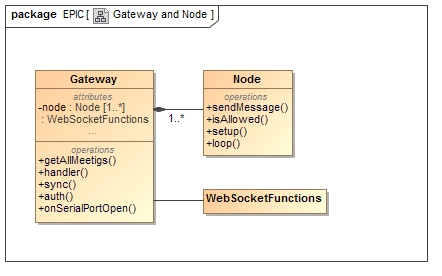 package EPIC [ Gateway and Node ]
Gateway
attributes
-node : Node [1..*]
: WebSocketFunctions
...
operations
+getAllMeetigs()
+handler()
+sync()
+auth()
+onSerialPortOpen()
1..*
Node
operations
+sendMessage()
+isAllowed()
+setup()
+loop()
WebSocketFunctions